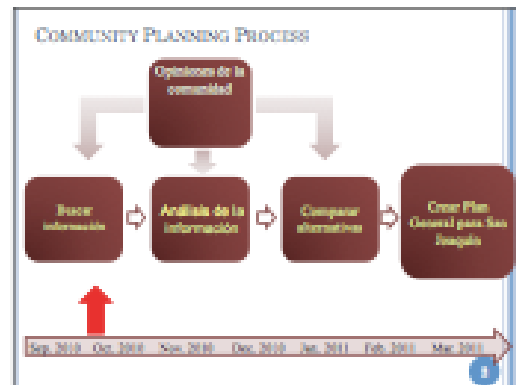 COMMUNITY PLANNING PROCESS
Opiniones de la
comunidad
Buscar
información
Análisis de la
información
Comparar
alternativas
Crear Plan
General para San
Joaquin
Sep. 2010 Oct. 2010 Nov. 2010 Dec. 2010 Jan. 2011 Feb. 2011 Mar. 2011